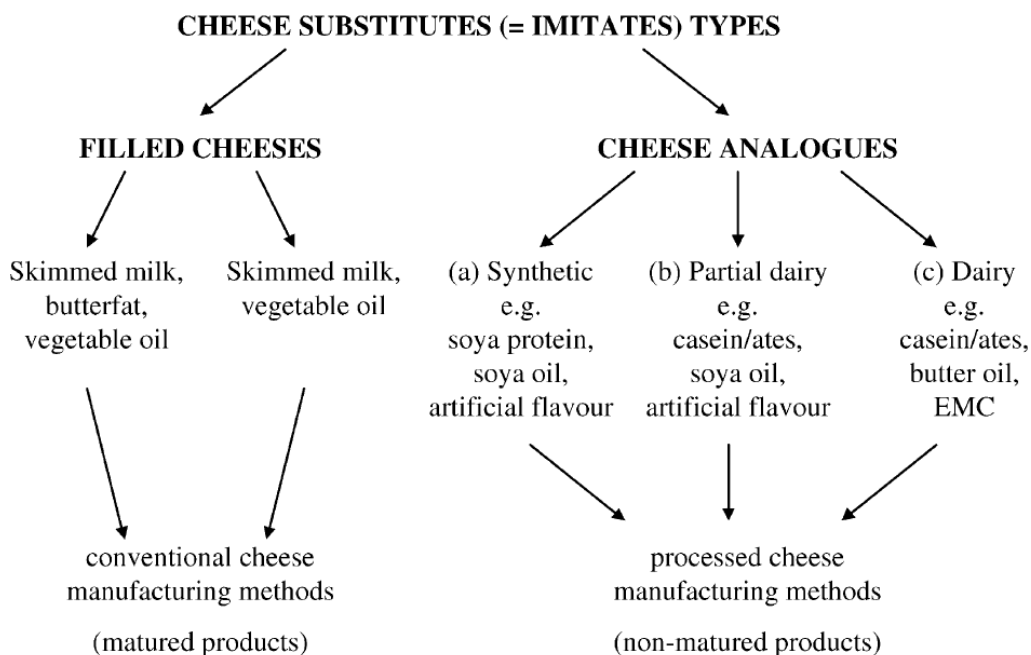 CHEESE SUBSTITUTES (= IMITATES) TYPES
FILLED CHEESES
CHEESE ANALOGUES
Skimmed milk,
butterfat,
vegetable oil
Skimmed milk,
vegetable oil
(a) Synthetic
e.g.
soya protein,
soya oil,
artificial flavour
(b) Partial dairy
e.g.
casein/ates,
soya oil,
artificial flavour
(c) Dairy
e.g.
casein/ates,
butter oil,
EMC
conventional cheese
manufacturing methods
(matured products)
processed cheese
manufacturing methods
(non-matured products)